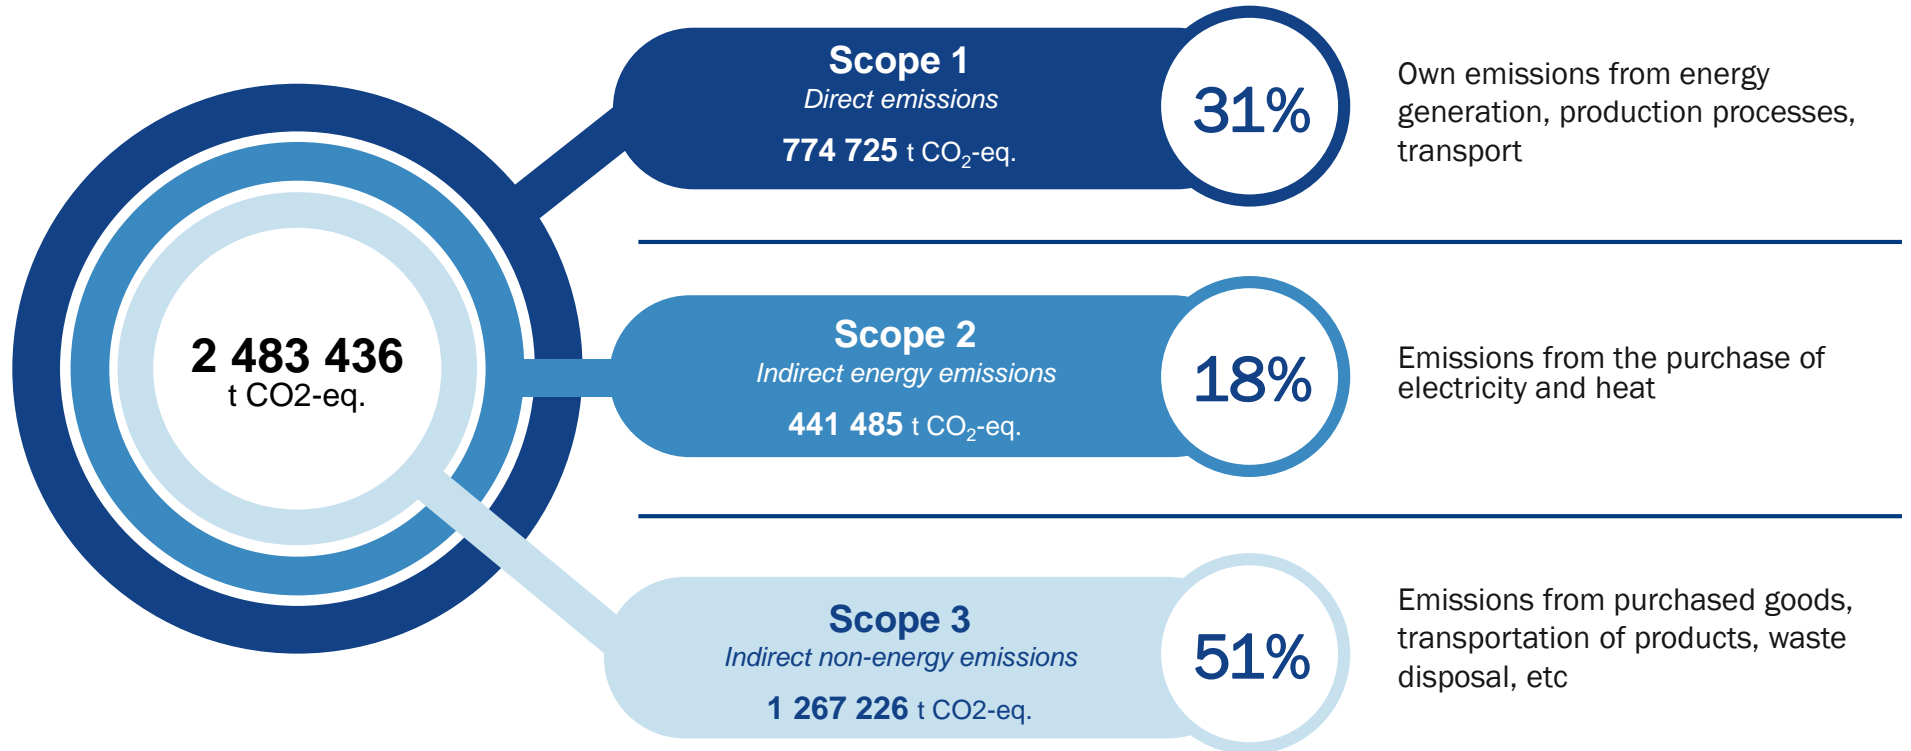 2 483 436
t CO2-eq.
Scope 1
Direct emissions
774 725 t CO₂-eq.
31%
Own emissions from energy
generation, production processes,
transport
Scope 2
Indirect energy emissions
441 485 t CO₂-eq.
18%
Emissions from the purchase of
electricity and heat
Scope 3
Indirect non-energy emissions
1 267 226 t CO2-eq.
51%
Emissions from purchased goods,
transportation of products, waste
disposal, etc